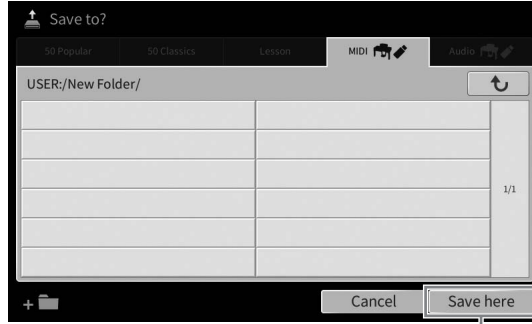 Save to?
50 Popular 50 Classics Lesson MIDI Audio
USER:/New Folder/
1/1
+ Cancel Save here